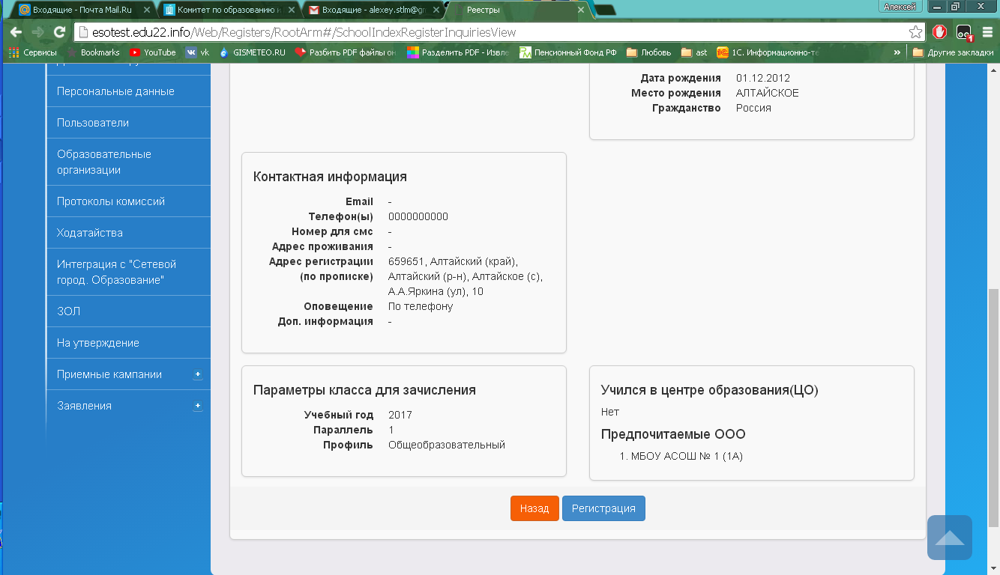 Входящие - Почта Mail.Ru
Комитет по образованию и
Входящие - alexey.stlm@gm
Реестры
Алексей
esotest.edu22.info/Web/Registers/RootArm#/SchoolIndexRegisterInquiriesView
1
Сервисы
Bookmarks
YouTube
vk
GISMETEO.RU
Разбить PDF файлы он
Разделить PDF - Извле
Пенсионный Фонд РФ
Любовь
ast
1С. Информационно-те
»
Другие закладки
Персональные данные
Пользователи
Образовательные
организации
Протоколы комиссий
Ходатайства
Интеграция с "Сетевой
город. Образование"
ЗОЛ
На утверждение
Приемные кампании
Заявления
Дата рождения 01.12.2012
Место рождения АЛТАЙСКОЕ
Гражданство Россия
Контактная информация
Email -
Телефон(ы) 0000000000
Номер для смс -
Адрес проживания -
Адрес регистрации 659651, Алтайский (край),
(по прописке) Алтайский (р-н), Алтайское (с),
А.А.Яркина (ул), 10
Оповещение По телефону
Доп. информация -
Параметры класса для зачисления
Учебный год 2017
Параллель 1
Профиль Общеобразовательный
Учился в центре образования(ЦО)
Нет
Предпочитаемые ООО
1. МБОУ АСОШ № 1 (1А)
Назад
Регистрация